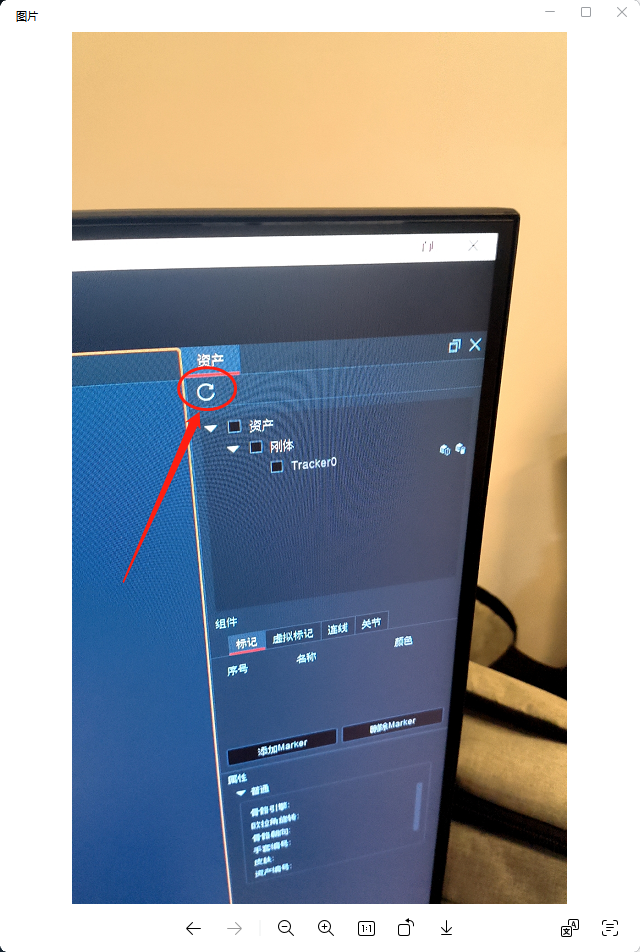 图片
资产
资产
刚体
Tracker0
组件
标记 虚拟标记 连线 关节
序号 名称 颜色
添加Marker 删除Marker
属性
普通
骨骼引擎:
欧拉角旋转:
骨骼朝向:
手套编号:
皮肤:
资产编号:
1:1